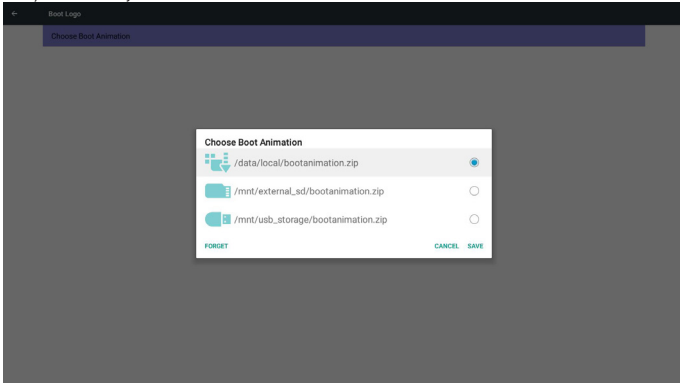 Boot Logo
Choose Boot Animation
Choose Boot Animation
/data/local/bootanimation.zip
/mnt/external_sd/bootanimation.zip
/mnt/usb_storage/bootanimation.zip
FORGET CANCEL SAVE